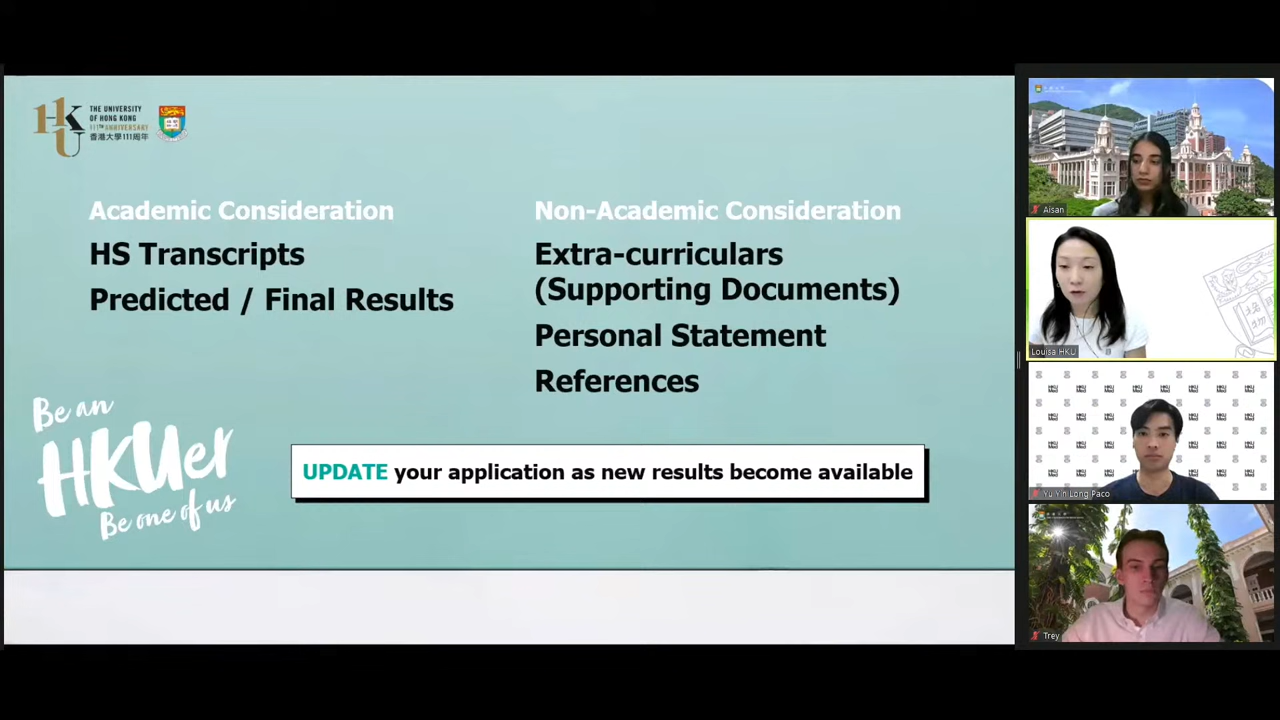 THE UNIVERSITY
OF HONG KONG
111TH ANNIVERSARY
香港大學111周年
Academic Consideration
HS Transcripts
Predicted / Final Results
Non-Academic Consideration
Extra-curriculars
(Supporting Documents)
Personal Statement
References
Be an
HKUer
Be one of us
UPDATE your application as new results become available
Aisan
Louisa HKU
Yu Yin Long Paco
Trey